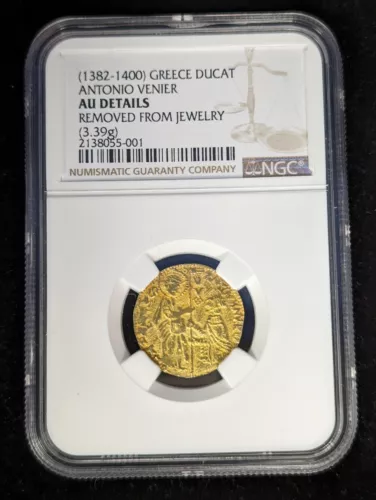 (1382-1400) GREECE DUCAT
ANTONIO VENIER
AU DETAILS
REMOVED FROM JEWELRY
(3.39g)
2138055-001
NUMISMATIC GUARANTY COMPANY
NGC